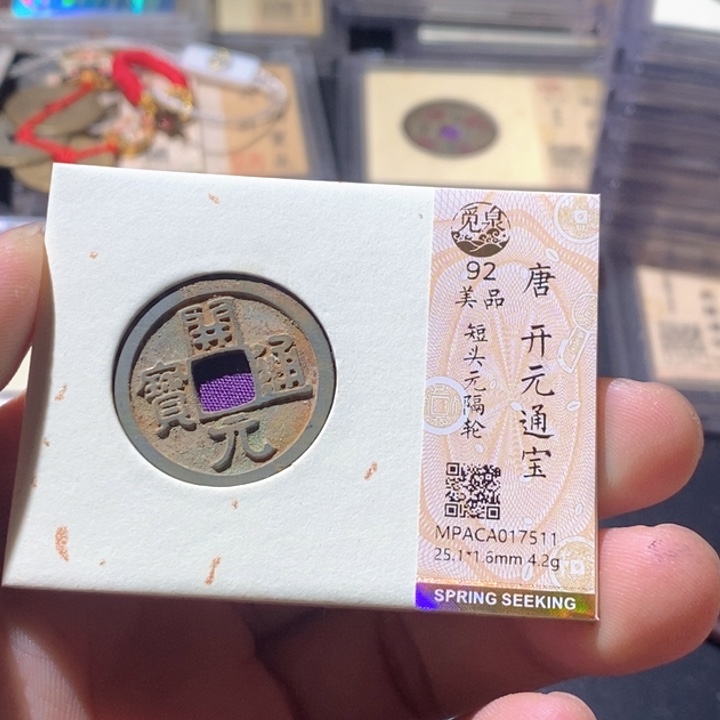 開元通寶
觅泉
92
美品
短头元隔轮
唐 开元通宝
MPACA017511
25.1*1.6mm 4.2g
SPRING SEEKING